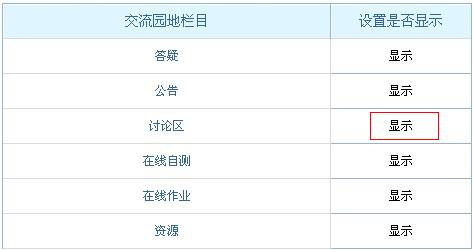 交流园地栏目 设置是否显示
答疑 显示
公告 显示
讨论区 显示
在线自测 显示
在线作业 显示
资源 显示